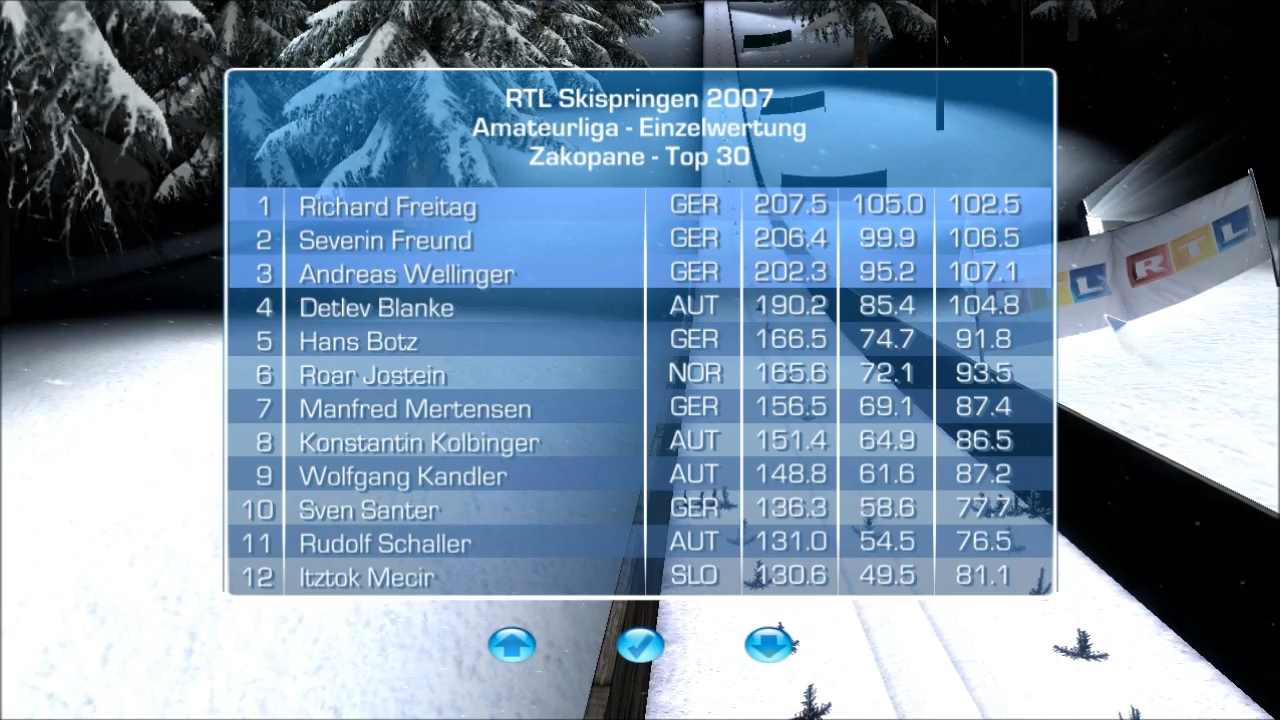 RTL Skispringen 2007
Amateurliga - Einzelwertung
Zakopane - Top 30
1 Richard Freitag GER 207.5 105.0 102.5
2 Severin Freund GER 206.4 99.9 106.5
3 Andreas Wellinger GER 202.3 95.2 107.1
4 Detlev Blanke AUT 190.2 85.4 104.8
5 Hans Botz GER 166.5 74.7 91.8
6 Roar Jostein NOR 165.6 72.1 93.5
7 Manfred Mertensen GER 156.5 69.1 87.4
8 Konstantin Kolbinger AUT 151.4 64.9 86.5
9 Wolfgang Kandler AUT 148.8 61.6 87.2
10 Sven Santer GER 136.3 58.6 77.7
11 Rudolf Schaller AUT 131.0 54.5 76.5
12 Itztok Mecir SLO 130.6 49.5 81.1
RTL